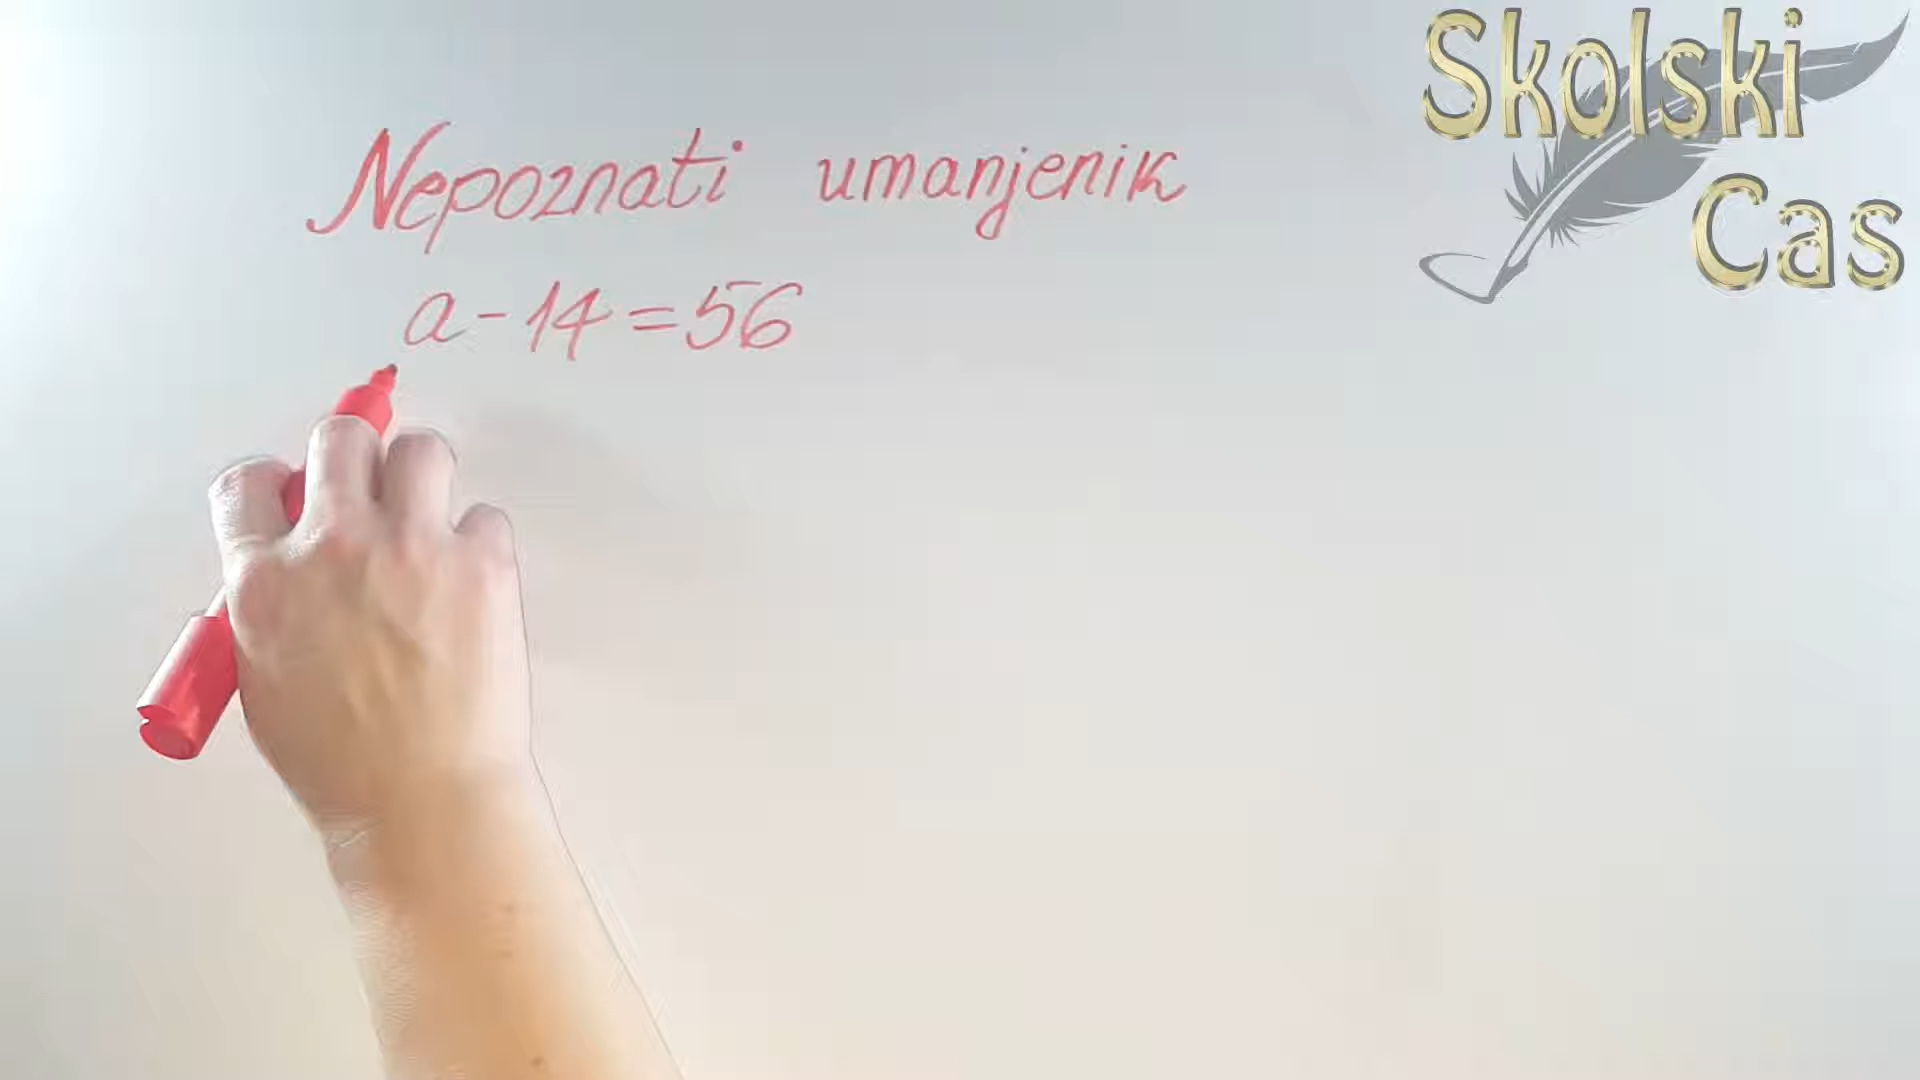 Skolski
Cas
Nepoznati umanjenik
a - 14 = 56